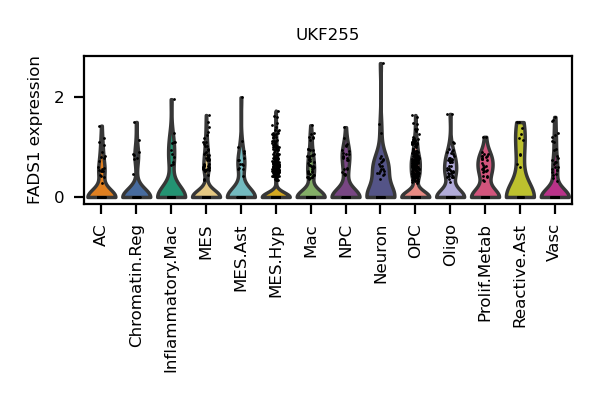 UKF255
FADS1 expression
2
0
AC
Chromatin.Reg
Inflammatory.Mac
MES
MES.Ast
MES.Hyp
Mac
NPC
Neuron
OPC
Oligo
Prolif.Metab
Reactive.Ast
Vasc